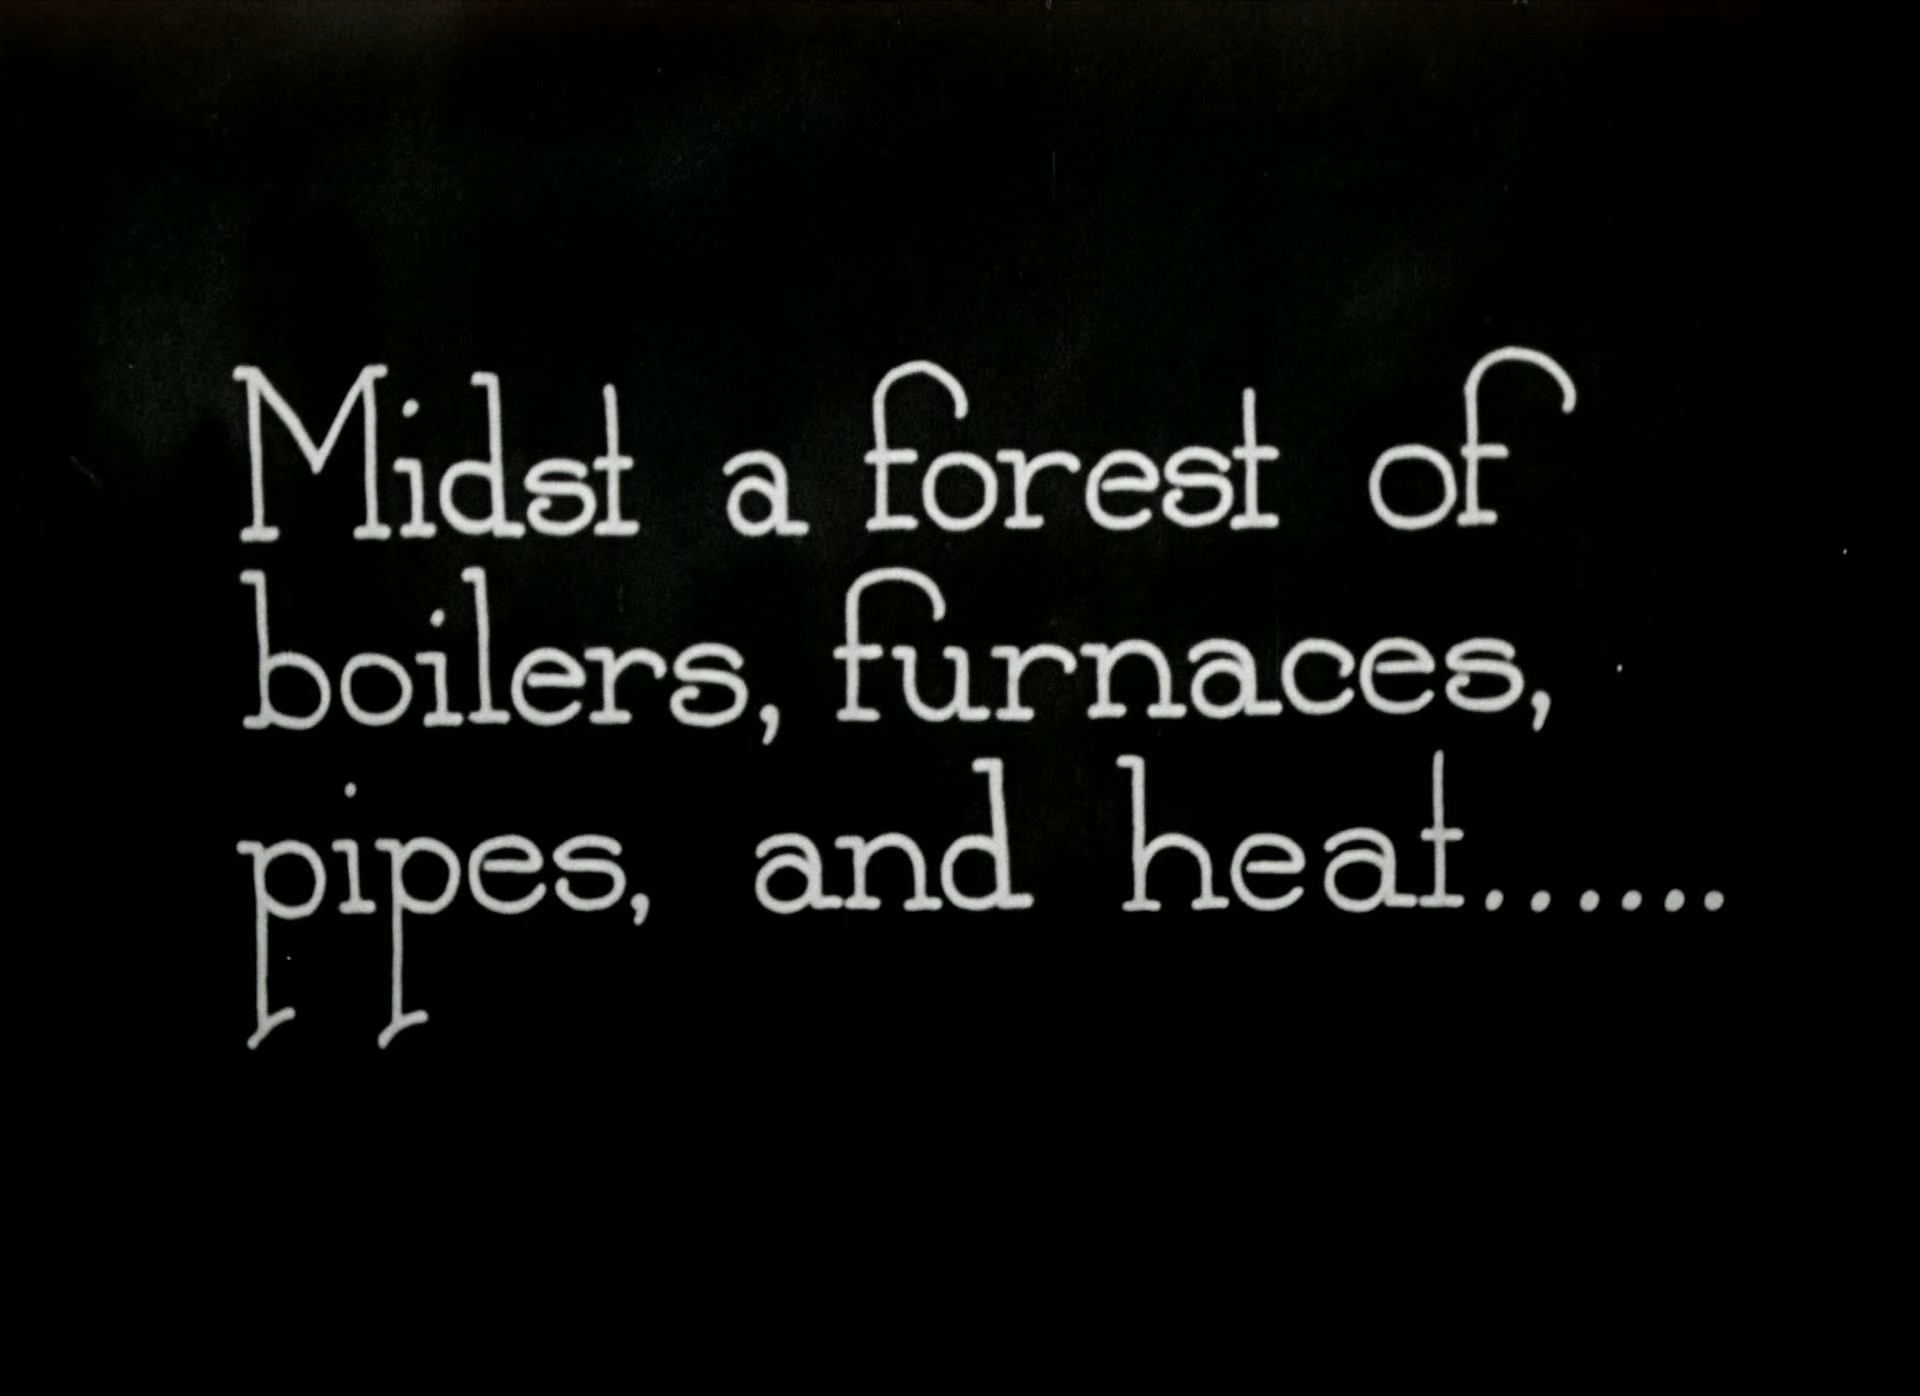 Midst a forest of
boilers, furnaces,
pipes, and heat......